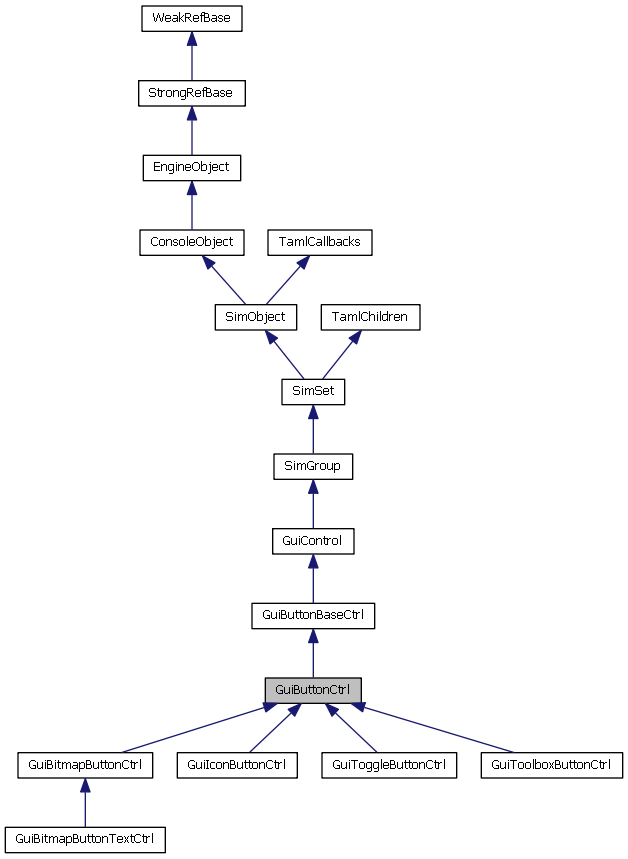 WeakRefBase
StrongRefBase
EngineObject
ConsoleObject
TamlCallbacks
SimObject
TamlChildren
SimSet
SimGroup
GuiControl
GuiButtonBaseCtrl
GuiButtonCtrl
GuiBitmapButtonCtrl
GuiIconButtonCtrl
GuiToggleButtonCtrl
GuiToolboxButtonCtrl
GuiBitmapButtonTextCtrl